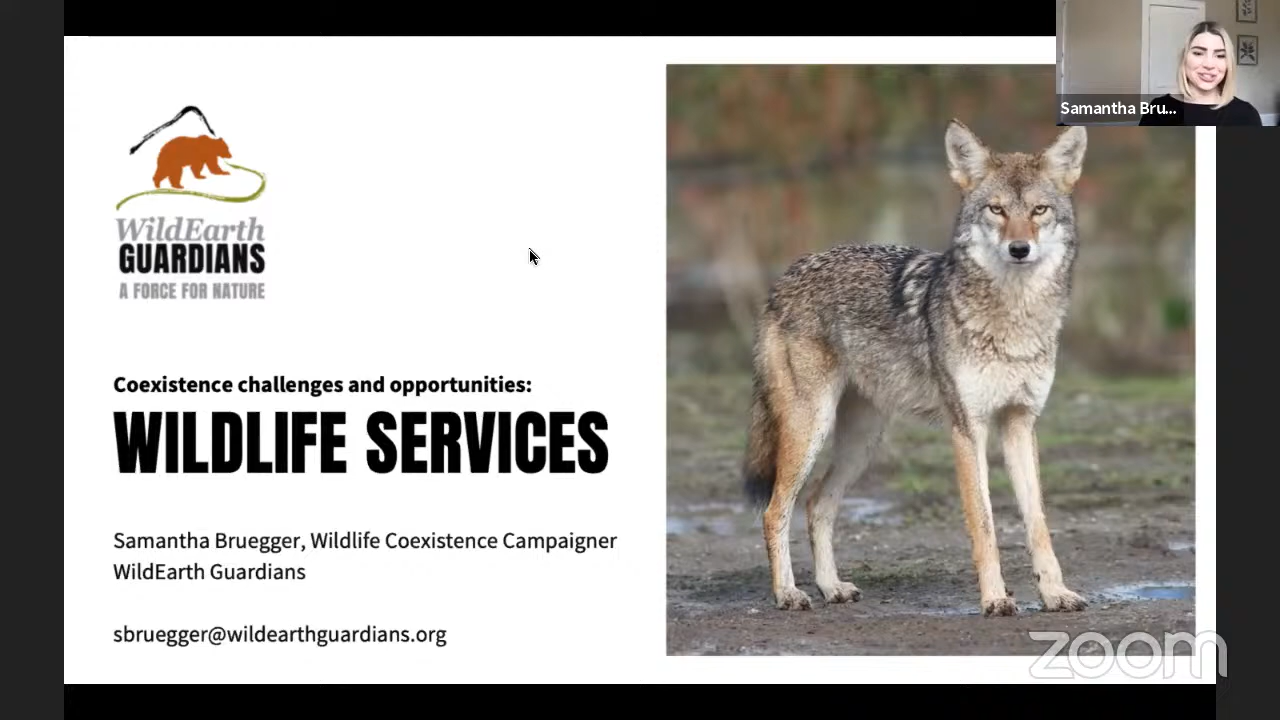 Samantha Bru...
WildEarth
GUARDIANS
A FORCE FOR NATURE
Coexistence challenges and opportunities:
WILDLIFE SERVICES
Samantha Bruegger, Wildlife Coexistence Campaigner
WildEarth Guardians
sbruegger@wildearthguardians.org
zoom